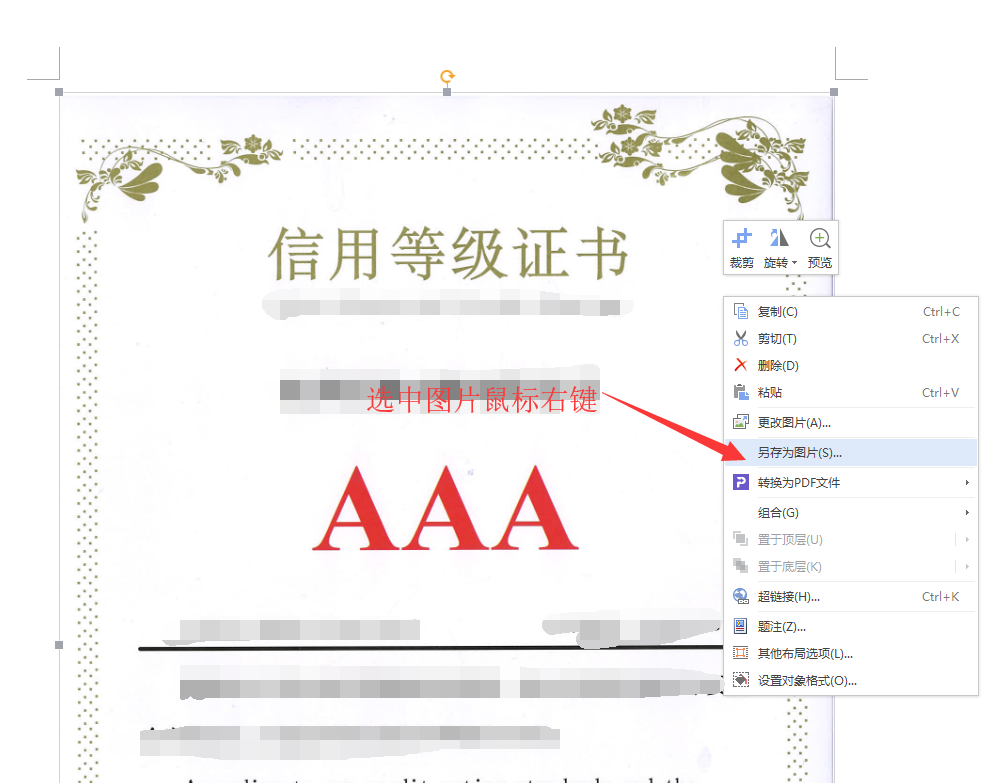 信用等级证书
选中图片鼠标右键
AAA
裁剪 旋转 预览
复制(C) Ctrl+C
剪切(T) Ctrl+X
删除(D)
粘贴 Ctrl+V
更改图片(A)...
另存为图片(S)...
转换为PDF文件
组合(G)
置于顶层(U)
置于底层(K)
超链接(H)... Ctrl+K
题注(Z)...
其他布局选项(L)...
设置对象格式(O)...